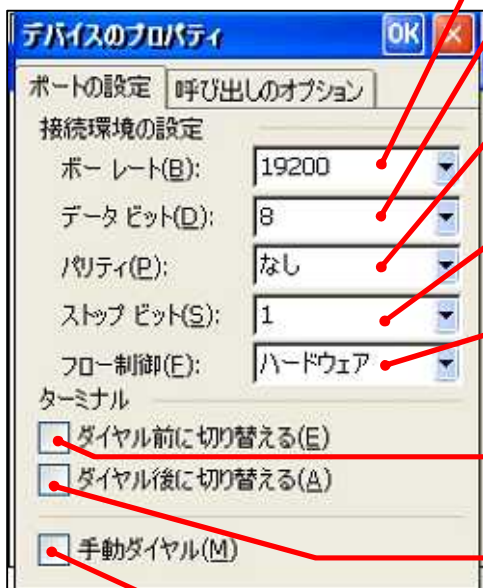 デバイスのプロパティ OK
ポートの設定 呼び出しのオプション
接続環境の設定
ボー レート(B): 19200
データ ビット(D): 8
パリティ(P): なし
ストップ ビット(S): 1
フロー制御(F): ハードウェア
ターミナル
ダイヤル前に切り替える(E)
ダイヤル後に切り替える(A)
手動ダイヤル(M)